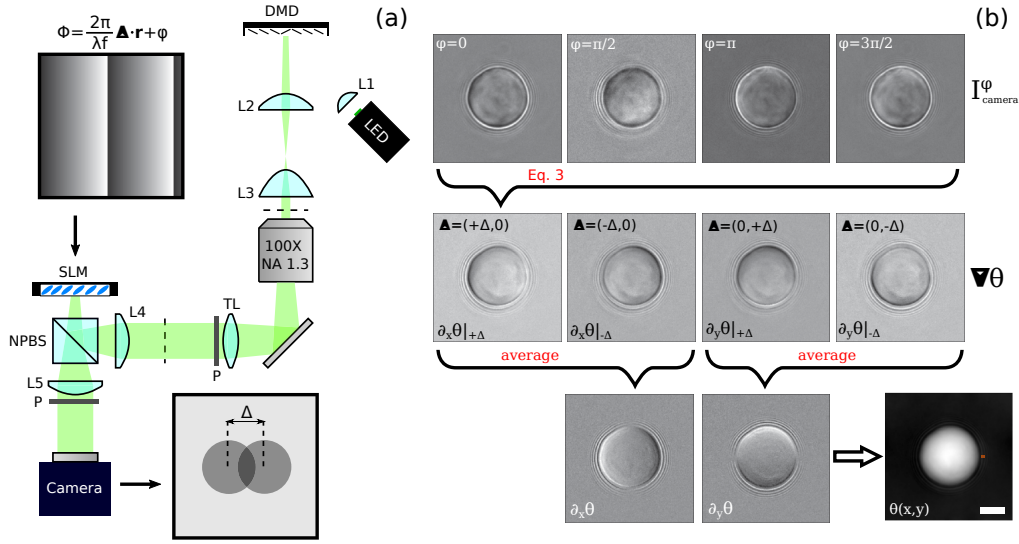 (a)
Φ=2π/λf Δ·r+φ
DMD
L1
L2
LED
L3
100X
NA 1.3
SLM
L4
TL
NPBS
L5
P
P
Camera
Δ
(b)
φ=0
φ=π/2
φ=π
φ=3π/2
I^φ_camera
Eq. 3
Δ=(+Δ,0)
Δ=(-Δ,0)
Δ=(0,+Δ)
Δ=(0,-Δ)
∇θ
∂ₓθ|+Δ
∂ₓθ|-Δ
∂yθ|+Δ
∂yθ|-Δ
average
average
∂ₓθ
∂yθ
θ(x,y)